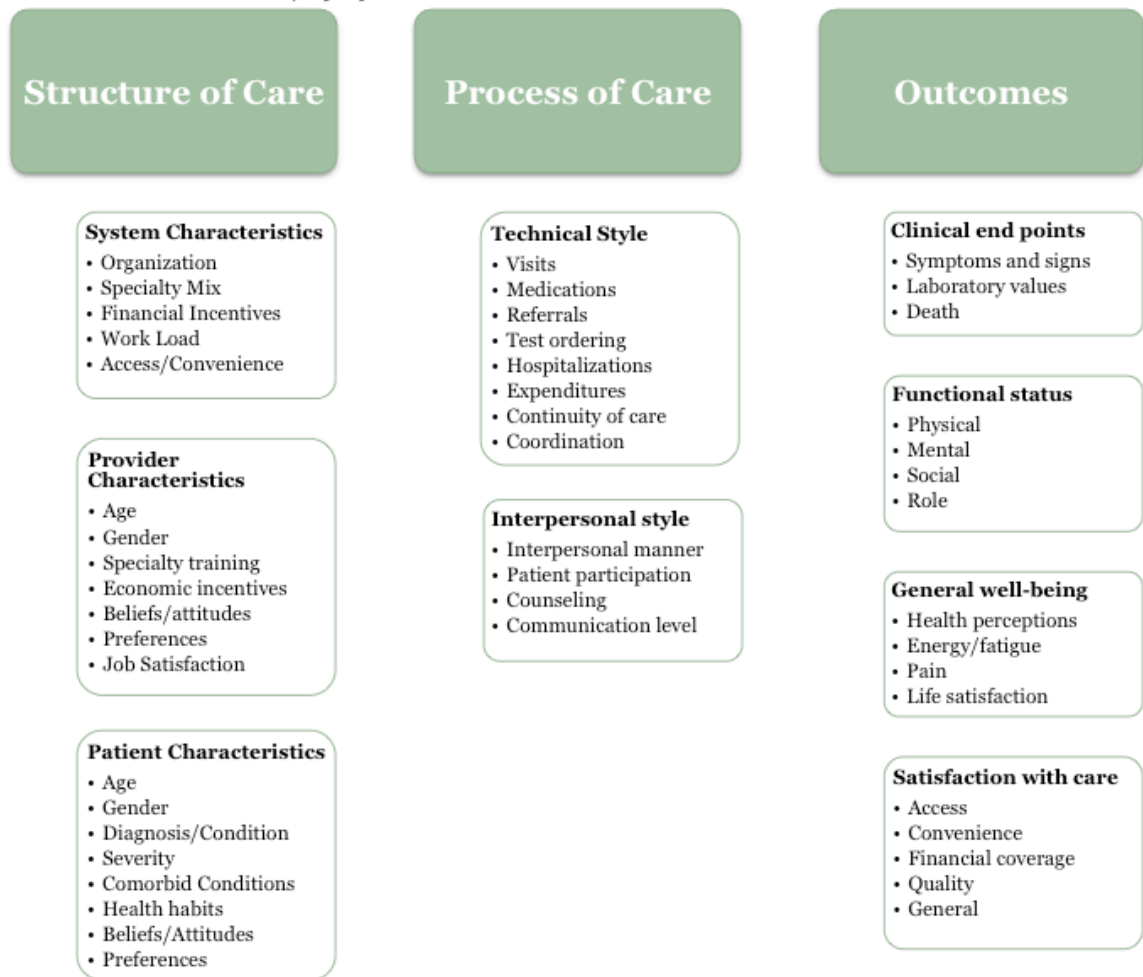 Structure of Care
System Characteristics
• Organization
• Specialty Mix
• Financial Incentives
• Work Load
• Access/Convenience
Provider
Characteristics
• Age
• Gender
• Specialty training
• Economic incentives
• Beliefs/attitudes
• Preferences
• Job Satisfaction
Patient Characteristics
• Age
• Gender
• Diagnosis/Condition
• Severity
• Comorbid Conditions
• Health habits
• Beliefs/Attitudes
• Preferences
Process of Care
Technical Style
• Visits
• Medications
• Referrals
• Test ordering
• Hospitalizations
• Expenditures
• Continuity of care
• Coordination
Interpersonal style
• Interpersonal manner
• Patient participation
• Counseling
• Communication level
Outcomes
Clinical end points
• Symptoms and signs
• Laboratory values
• Death
Functional status
• Physical
• Mental
• Social
• Role
General well-being
• Health perceptions
• Energy/fatigue
• Pain
• Life satisfaction
Satisfaction with care
• Access
• Convenience
• Financial coverage
• Quality
• General